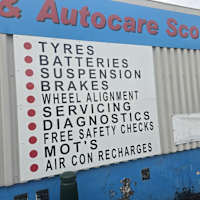 & Autocare Sco
TYRES
BATTERIES
SUSPENSION
BRAKES
WHEEL ALIGNMENT
SERVICING
DIAGNOSTICS
FREE SAFETY CHECKS
MOT'S
AIR CON RECHARGES